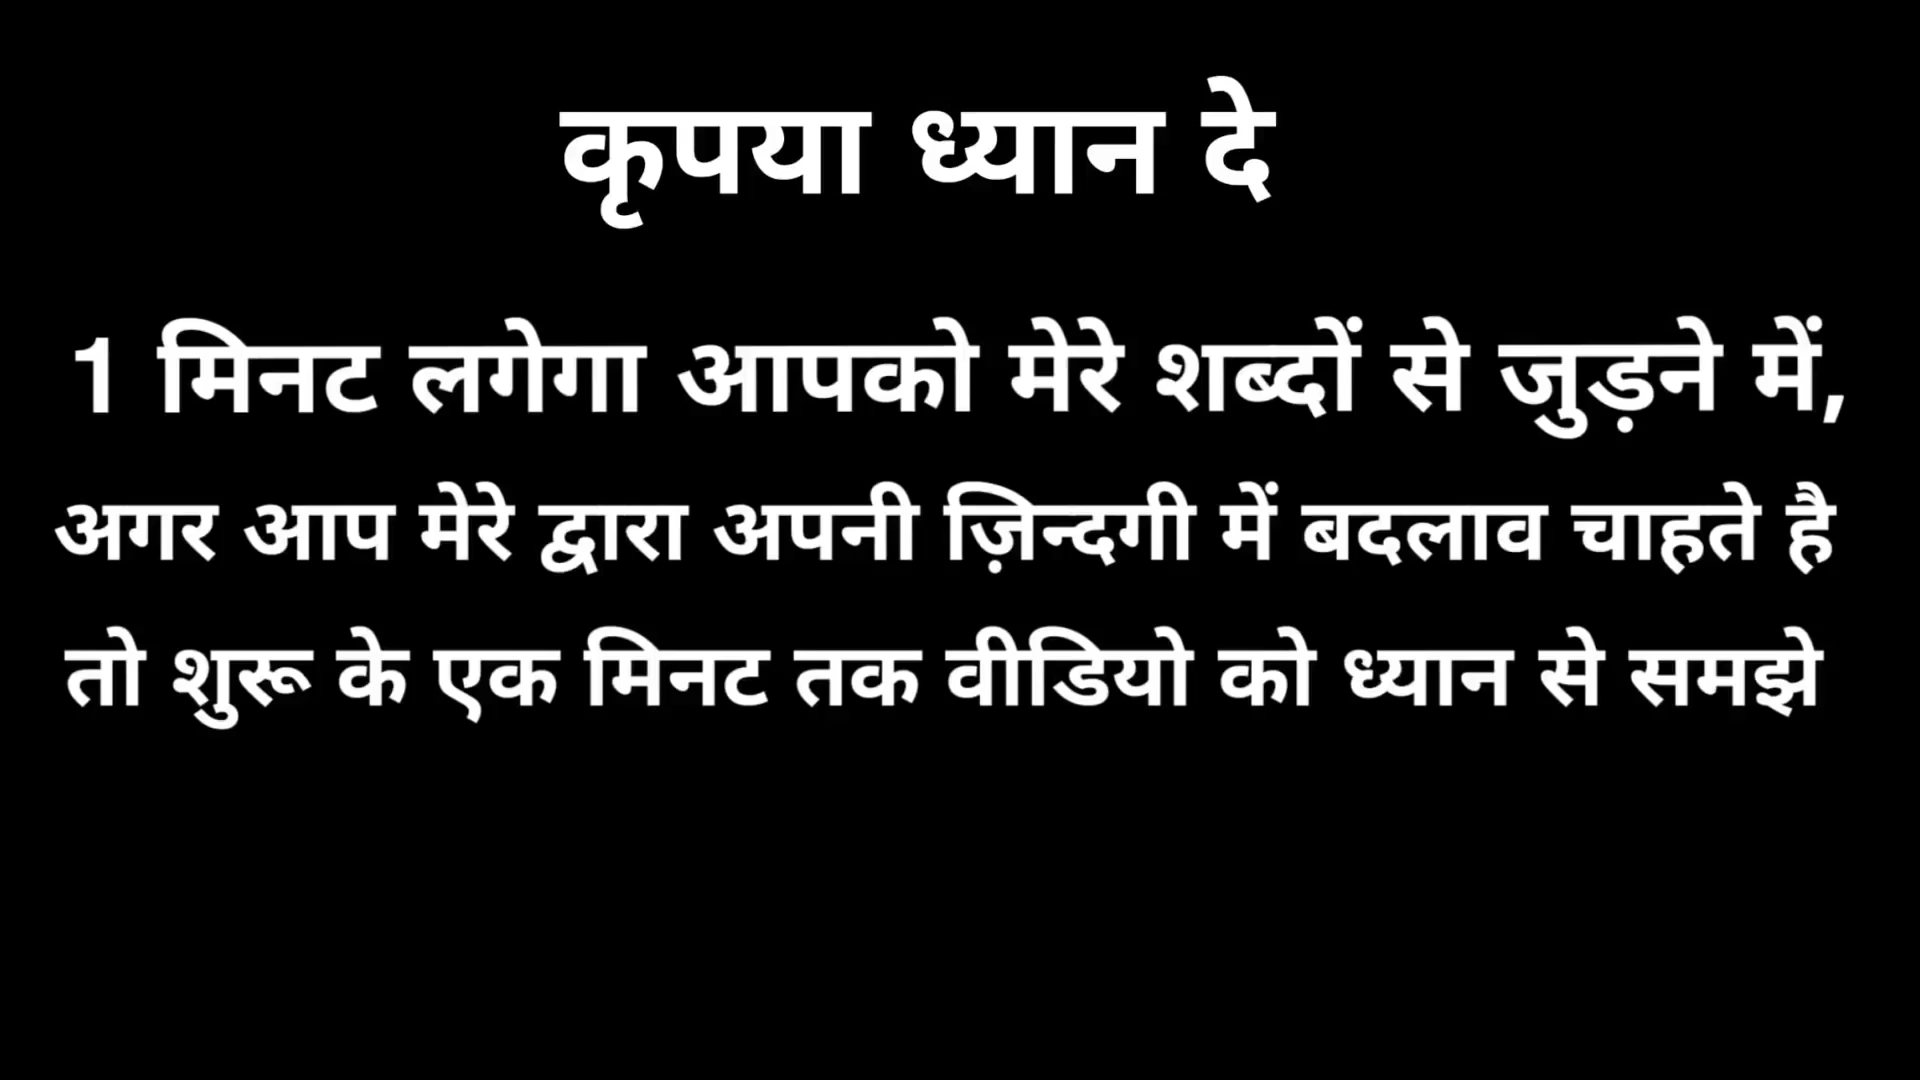 कृपया ध्यान दे
1 मिनट लगेगा आपको मेरे शब्दों से जुड़ने में,
अगर आप मेरे द्वारा अपनी ज़िन्दगी में बदलाव चाहते है
तो शुरू के एक मिनट तक वीडियो को ध्यान से समझे